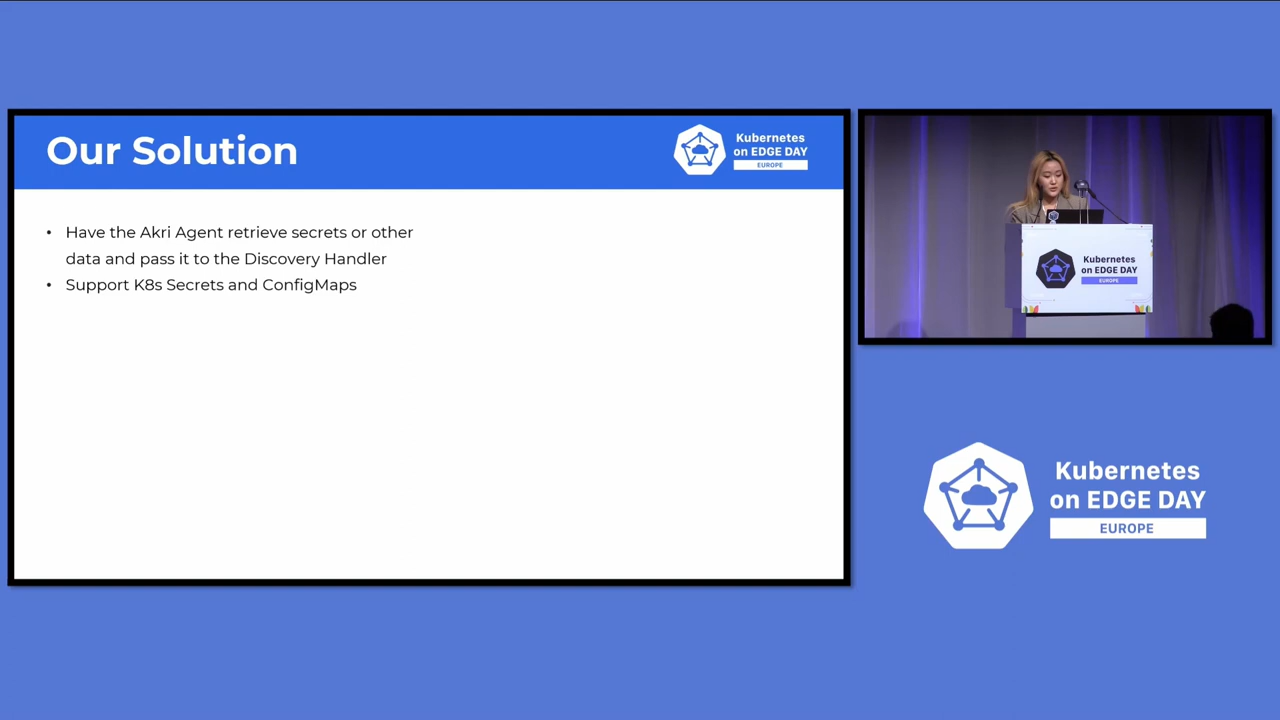 Our Solution
Kubernetes
on EDGE DAY
EUROPE
• Have the Akri Agent retrieve secrets or other
data and pass it to the Discovery Handler
• Support K8s Secrets and ConfigMaps
Kubernetes
on EDGE DAY
EUROPE
Kubernetes
on EDGE DAY
EUROPE